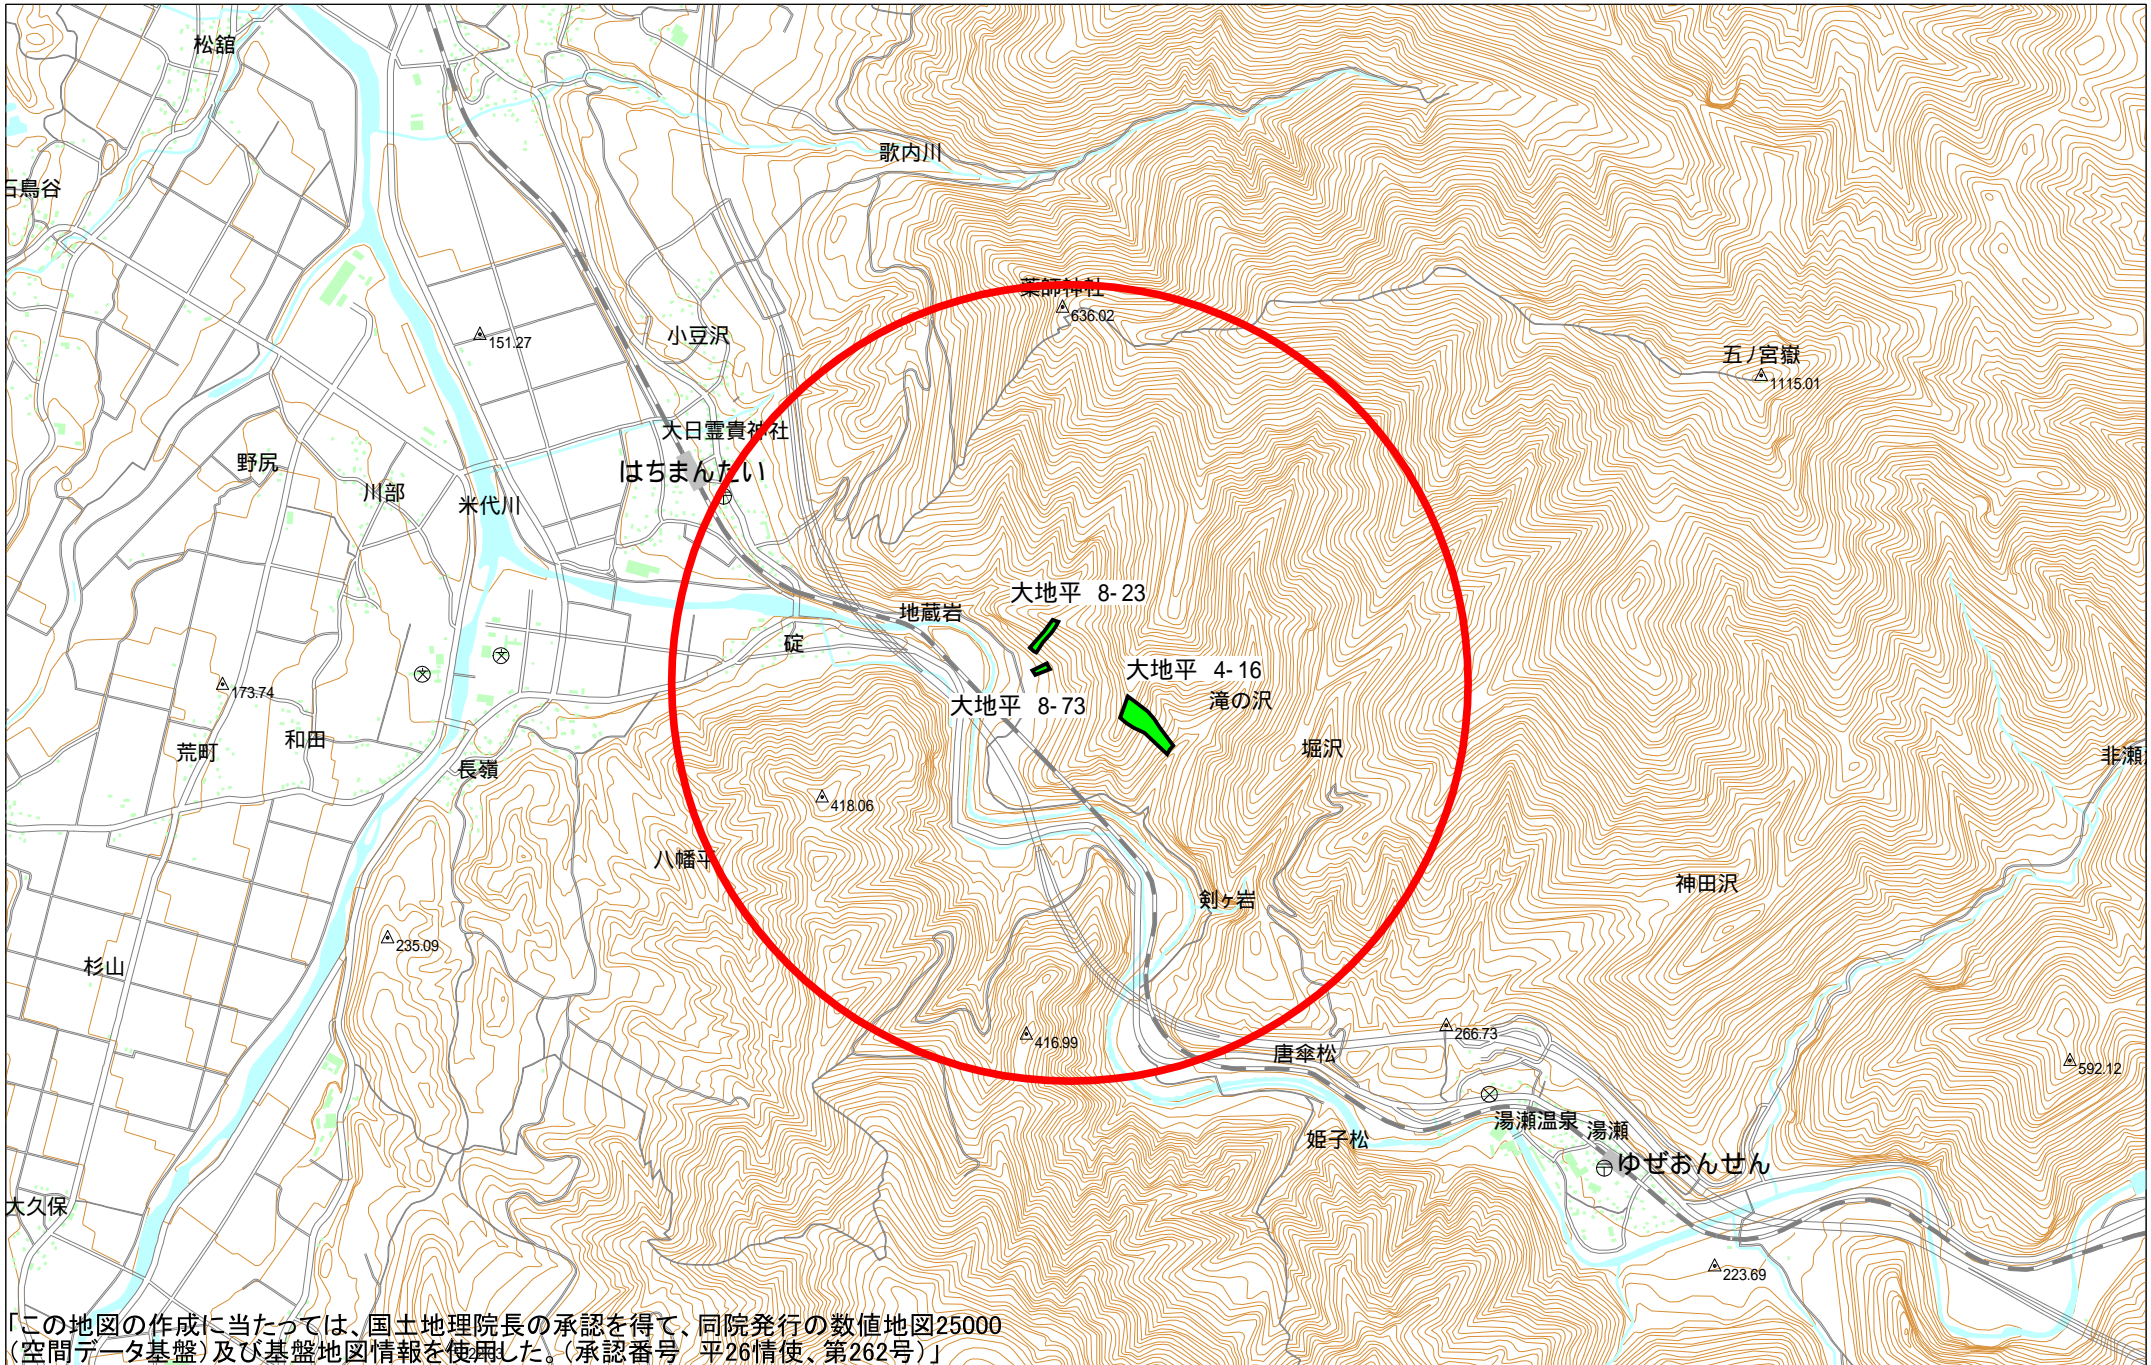 松舘
歌内川
石鳥谷
薬師神社
636.02
小豆沢
151.27
五ノ宮嶽
1115.01
大日霊貴神社
はちまんたい
野尻
川部
米代川
大地平 8-23
地蔵岩
碇
大地平 4-16
滝の沢
大地平 8-73
173.74
荒町
和田
長嶺
堀沢
非瀬
418.06
八幡平
神田沢
剣ヶ岩
235.09
杉山
416.99
唐傘松
266.73
592.12
湯瀬温泉
湯瀬
姫子松
ゆぜおんせん
大久保
223.69
「この地図の作成に当たっては、国土地理院長の承認を得て、同院発行の数値地図25000
(空間データ基盤)及び基盤地図情報を使用した。(承認番号 平26情使、第262号)」